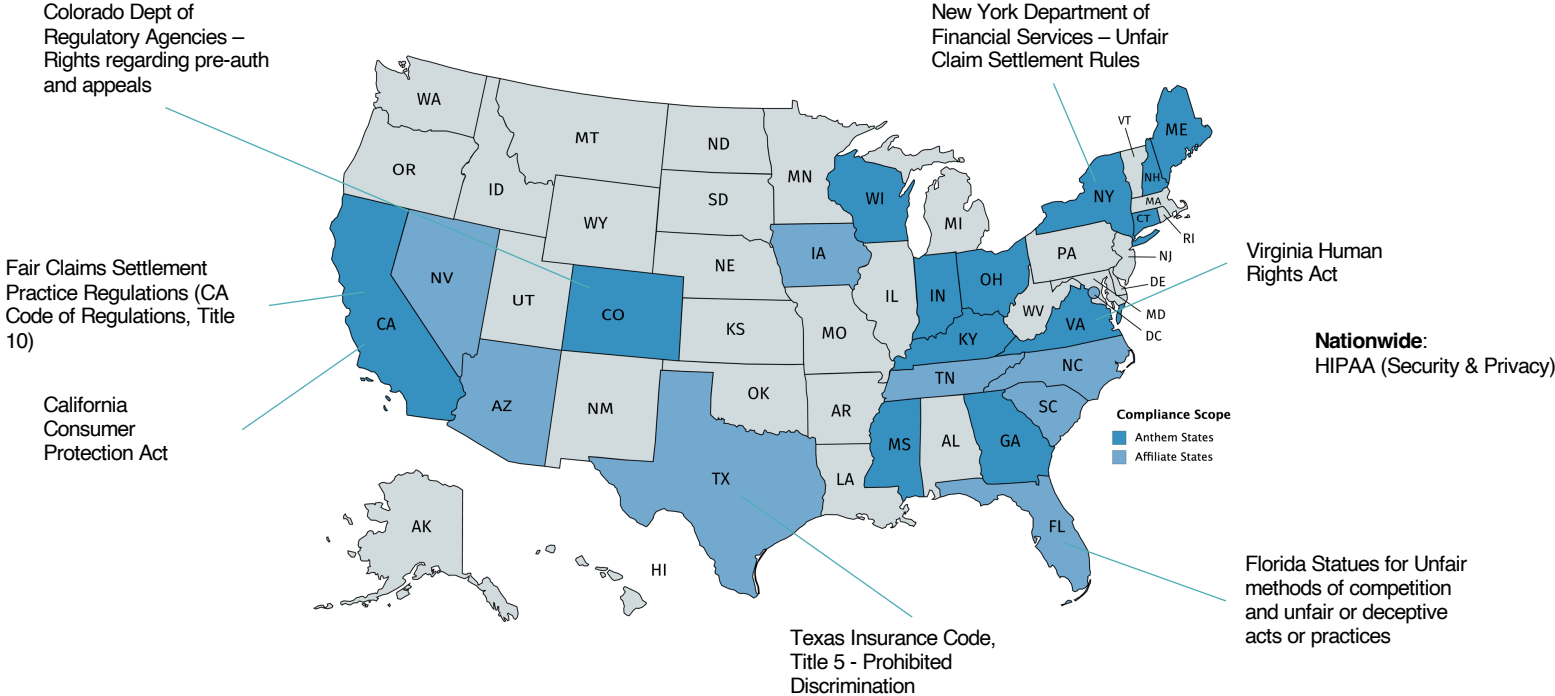 Colorado Dept of
Regulatory Agencies –
Rights regarding pre-auth
and appeals
New York Department of
Financial Services – Unfair
Claim Settlement Rules
Fair Claims Settlement
Practice Regulations (CA
Code of Regulations, Title
10)
California
Consumer
Protection Act
Virginia Human
Rights Act
Nationwide:
HIPAA (Security & Privacy)
Florida Statues for Unfair
methods of competition
and unfair or deceptive
acts or practices
Texas Insurance Code,
Title 5 - Prohibited
Discrimination
Compliance Scope
Anthem States
Affiliate States
WA
OR
CA
NV
ID
MT
WY
UT
AZ
CO
NM
ND
SD
NE
KS
OK
TX
MN
IA
MO
AR
LA
WI
IL
MI
IN
OH
KY
TN
MS
AL
GA
FL
SC
NC
VA
WV
PA
NY
VT
NH
ME
MA
CT
RI
NJ
DE
MD
DC
AK
HI